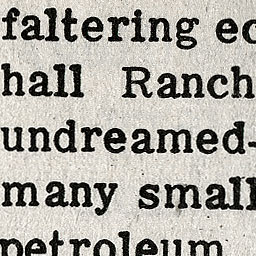 faltering ec
hall Ranch
undreamed-
many small
petroleum